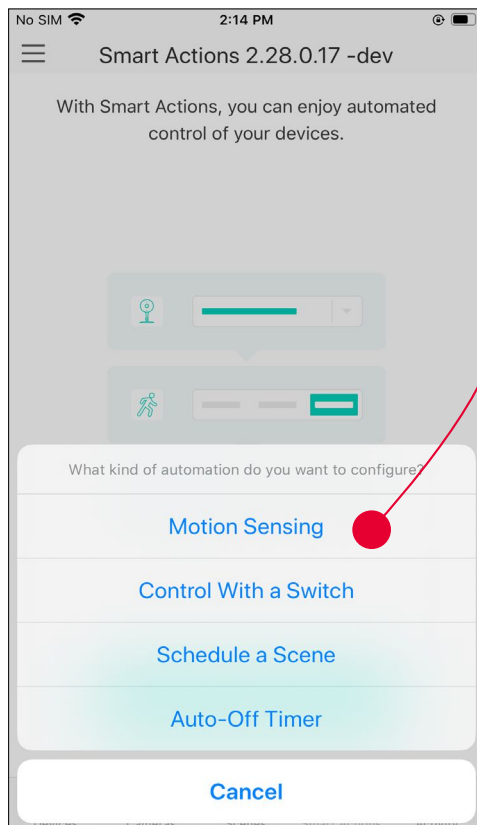 No SIM 2:14 PM
Smart Actions 2.28.0.17 -dev
With Smart Actions, you can enjoy automated
control of your devices.
What kind of automation do you want to configure?
Motion Sensing
Control With a Switch
Schedule a Scene
Auto-Off Timer
Cancel